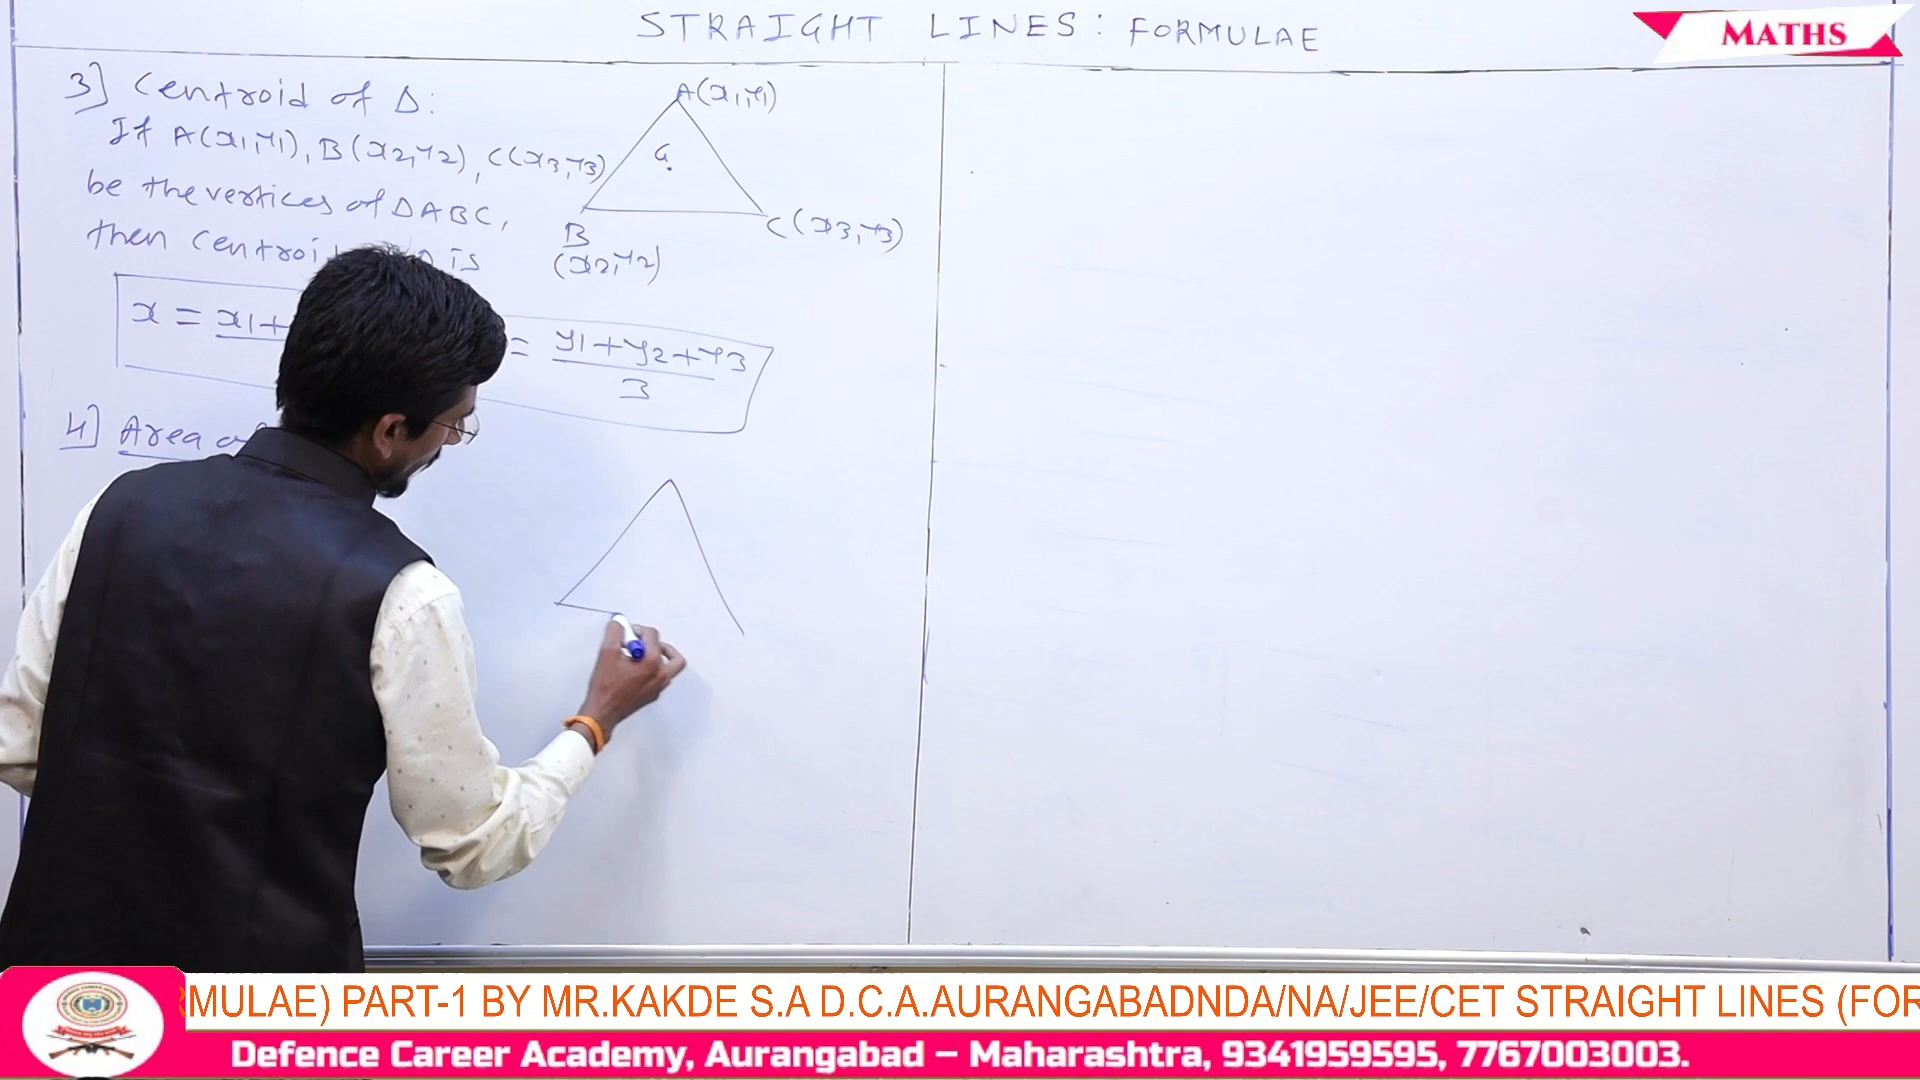 STRAIGHT LINES: FORMULAE
MATHS
3] Centroid of Δ:
If A(x1,y1), B(x2,y2), C(x3,y3)
be the vertices of ΔABC,
then centroi is
x = x1+ = y1+y2+y3
3
A(x1,y1)
G
B
(x2,y2)
C(x3,y3)
4] Area of
MULAE) PART-1 BY MR.KAKDE S.A D.C.A.AURANGABADNDA/NA/JEE/CET STRAIGHT LINES (FOR
Defence Career Academy, Aurangabad – Maharashtra, 9341959595, 7767003003.